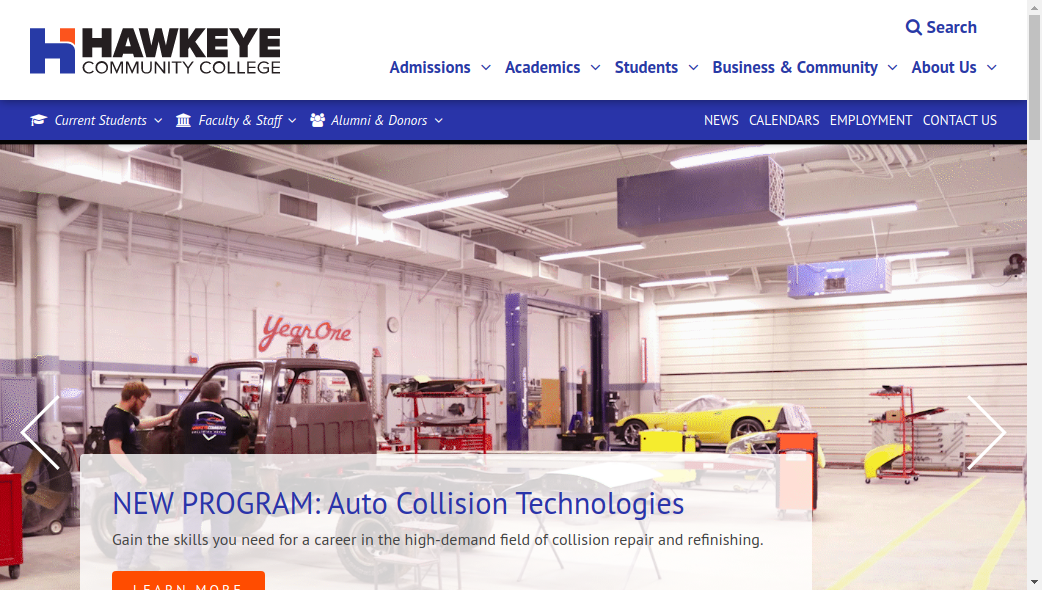 HAWKEYE
COMMUNITY COLLEGE
Search
Admissions Academics Students Business & Community About Us
Current Students Faculty & Staff Alumni & Donors
NEWS CALENDARS EMPLOYMENT CONTACT US
Year One
NEW PROGRAM: Auto Collision Technologies
Gain the skills you need for a career in the high-demand field of collision repair and refinishing.
LEARN MORE